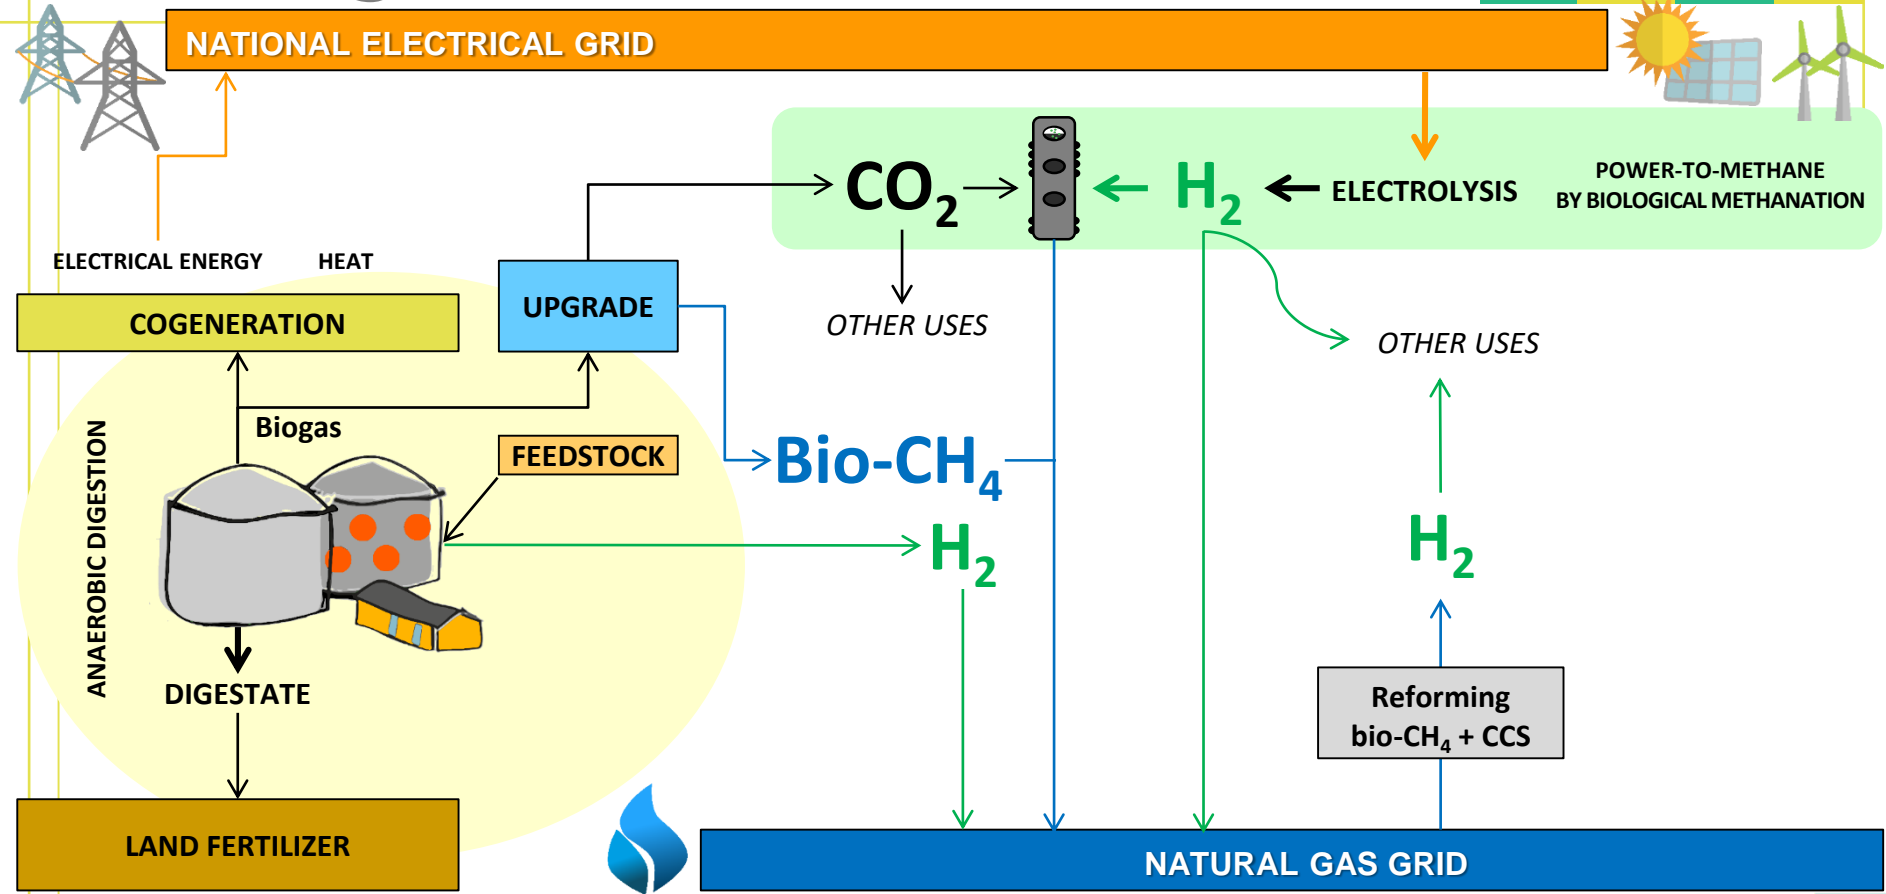 NATIONAL ELECTRICAL GRID
CO₂
H₂
ELECTROLYSIS
POWER-TO-METHANE
BY BIOLOGICAL METHANATION
ELECTRICAL ENERGY
HEAT
COGENERATION
UPGRADE
OTHER USES
OTHER USES
Biogas
FEEDSTOCK
Bio-CH₄
ANAEROBIC DIGESTION
H₂
H₂
DIGESTATE
Reforming
bio-CH₄ + CCS
LAND FERTILIZER
NATURAL GAS GRID